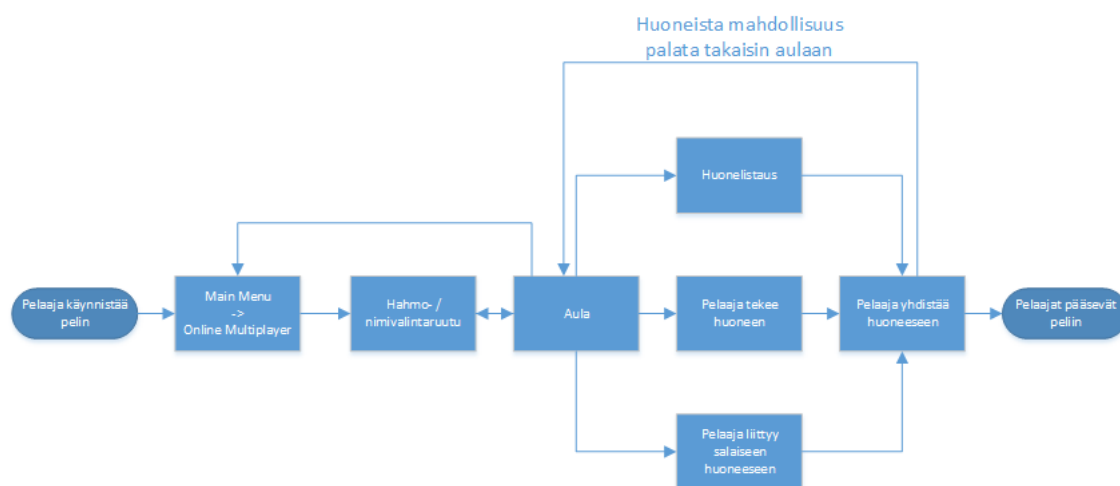 Huoneista mahdollisuus
palata takaisin aulaan
Huonelistaus
Pelaaja käynnistää
pelin
Main Menu
->
Online Multiplayer
Hahmo- /
nimivalintaruutu
Aula
Pelaaja tekee
huoneen
Pelaaja yhdistää
huoneeseen
Pelaajat pääsevät
peliin
Pelaaja liittyy
salaiseen
huoneeseen